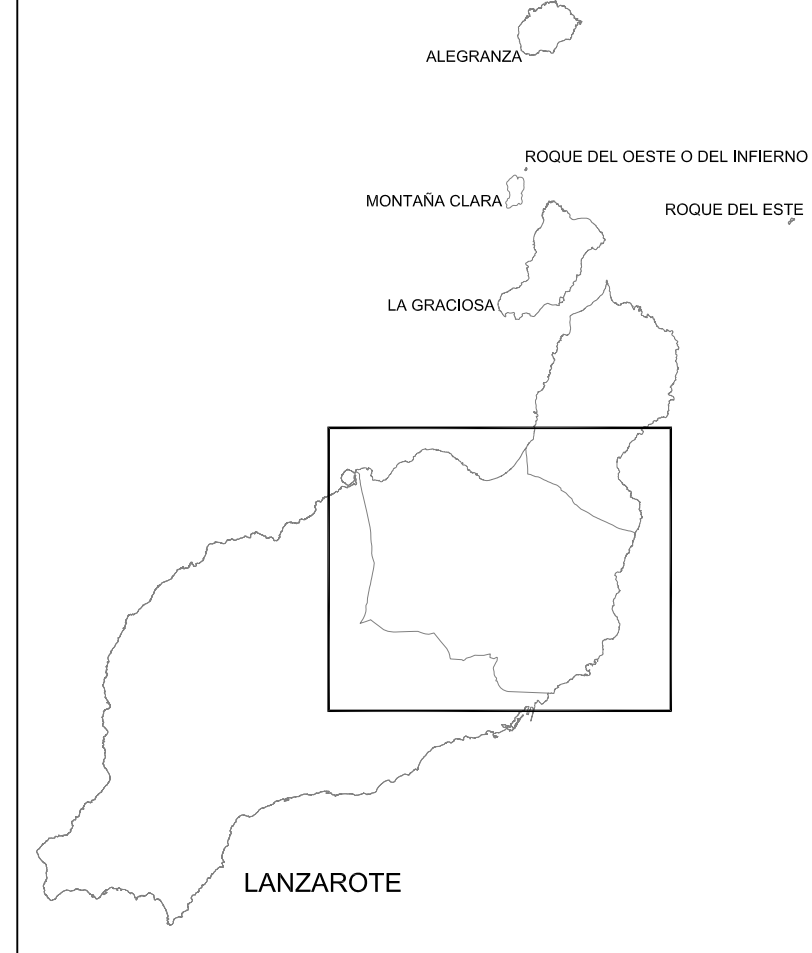 ALEGRANZA
ROQUE DEL OESTE O DEL INFIERNO
MONTAÑA CLARA
ROQUE DEL ESTE
LA GRACIOSA
LANZAROTE